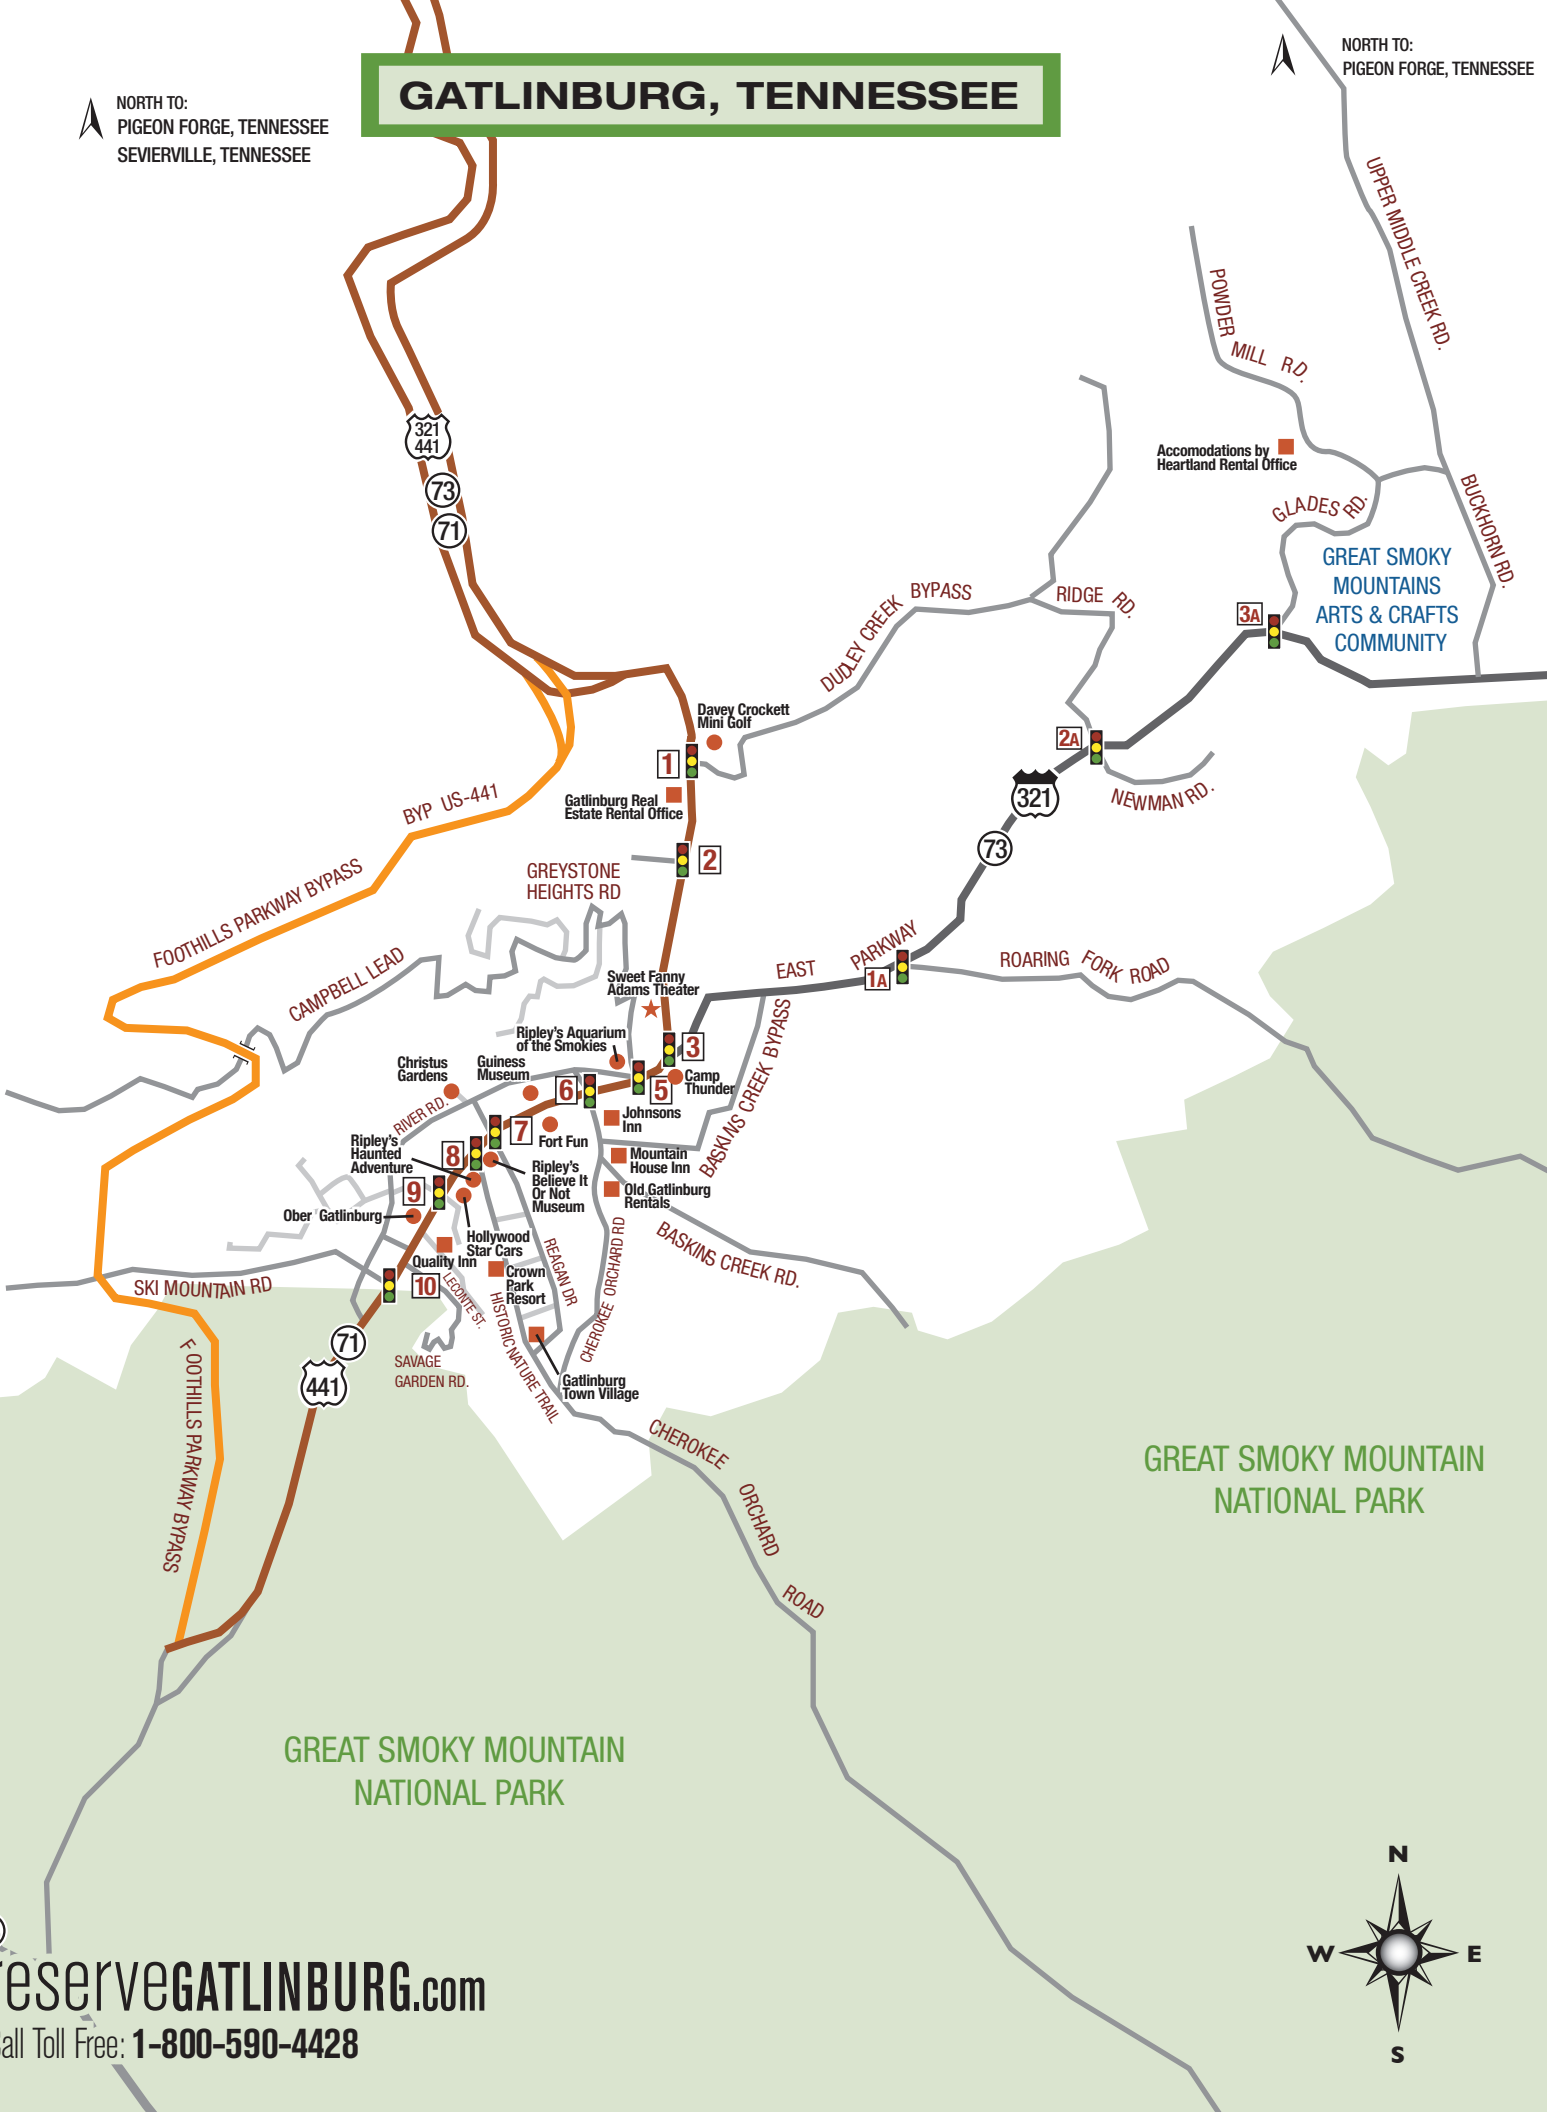 GATLINBURG, TENNESSEE
NORTH TO:
PIGEON FORGE, TENNESSEE
SEVIERVILLE, TENNESSEE
NORTH TO:
PIGEON FORGE, TENNESSEE
UPPER MIDDLE CREEK RD.
POWDER
MILL RD.
Accomodations by
Heartland Rental Office
GLADES RD.
BUCKHORN RD.
GREAT SMOKY
MOUNTAINS
ARTS & CRAFTS
COMMUNITY
321
441
73
71
3A
DUDLEY CREEK
BYPASS
RIDGE RD.
2A
321
NEWMAN RD.
73
Davey Crockett
Mini Golf
1
Gatlinburg Real
Estate Rental Office
BYP US-441
2
GREYSTONE
HEIGHTS RD
FOOTHILLS PARKWAY BYPASS
CAMPBELL LEAD
EAST
PARKWAY
1A
ROARING FORK ROAD
Sweet Fanny
Adams Theater
Ripley's Aquarium
of the Smokies
3
BASKINS CREEK BYPASS
Christus
Gardens
Guiness
Museum
6
5
Camp
Thunder
RIVER RD.
Johnsons
Inn
7
Fort Fun
Ripley's
Haunted
Adventure
8
Mountain
House Inn
Ripley's
Believe It
Or Not
Museum
9
Old Gatlinburg
Rentals
Ober Gatlinburg
Hollywood
Star Cars
Quality Inn
BASKINS CREEK RD.
REAGAN DR
CHEROKEE ORCHARD RD
Crown
Park
Resort
SKI MOUNTAIN RD
10
LECONTE ST.
HISTORIC NATURE TRAIL
71
441
SAVAGE
GARDEN RD.
Gatlinburg
Town Village
FOOTHILLS PARKWAY BYPASS
CHEROKEE
ORCHARD
ROAD
GREAT SMOKY MOUNTAIN
NATIONAL PARK
GREAT SMOKY MOUNTAIN
NATIONAL PARK
N
W
E
S
eserveGATLINBURG.com
all Toll Free: 1-800-590-4428